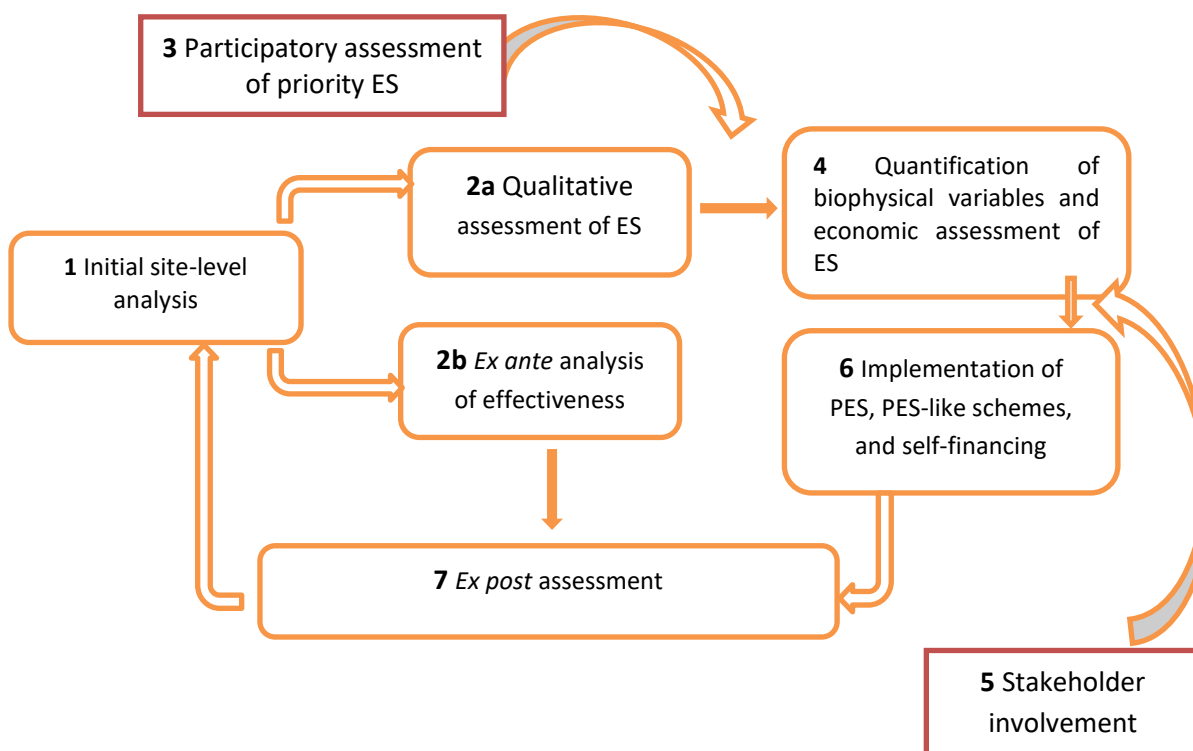 3 Participatory assessment
of priority ES
2a Qualitative
assessment of ES
4 Quantification of
biophysical variables and
economic assessment of
ES
1 Initial site-level
analysis
2b Ex ante analysis
of effectiveness
6 Implementation of
PES, PES-like schemes,
and self-financing
7 Ex post assessment
5 Stakeholder
involvement